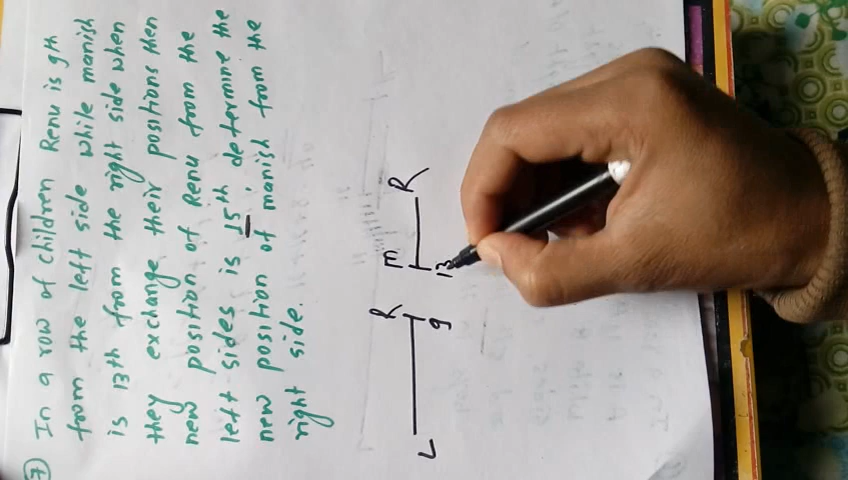 7 In a row of children Renu is 9th
from the left side while manish
is 13th from the right side when
they exchange their positions then
new position of Renu from the
left sides is 15th determine the
new position of manish from the
right side.
R m R
L 9 13